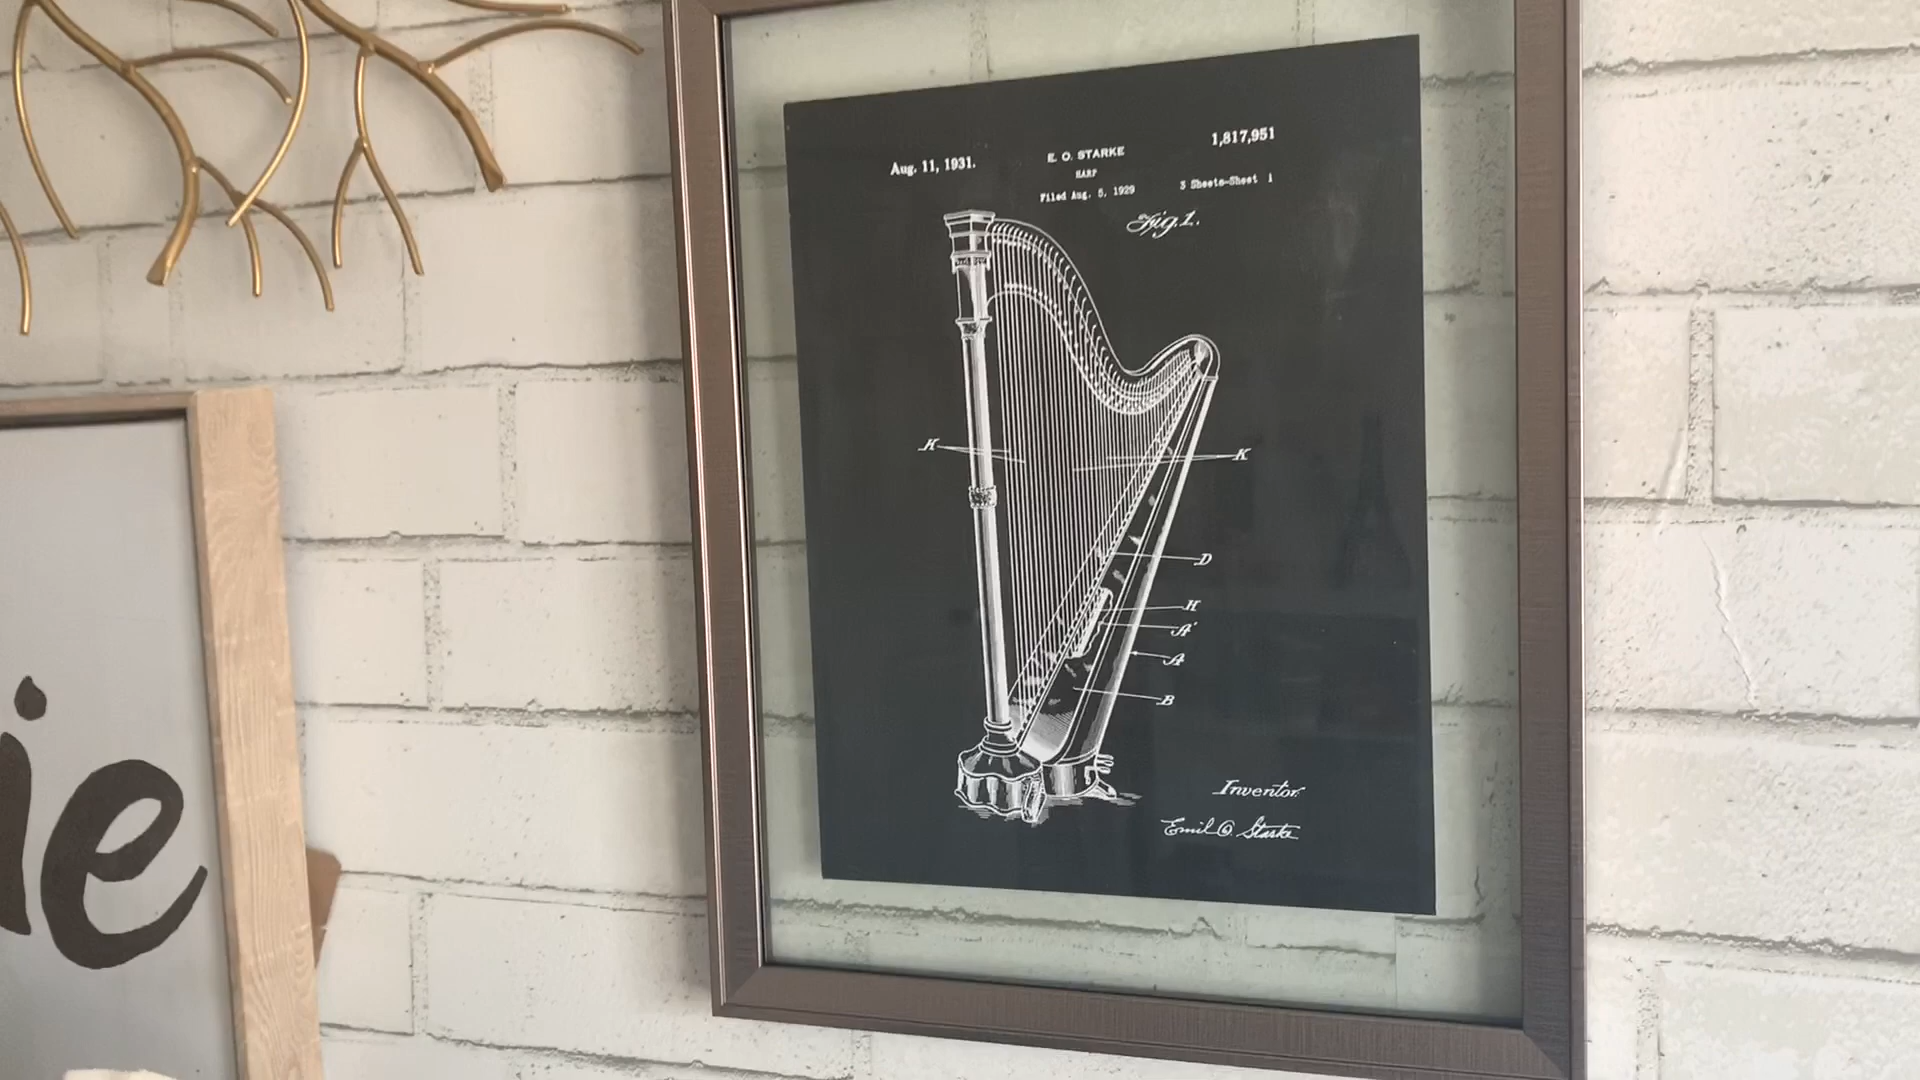 Aug. 11, 1931.
E. O. STARKE
1,817,951
HARP
Filed Aug. 5, 1929
3 Sheets-Sheet 1
Fig. 1.
K
K
D
H
A'
A
B
Inventor
Emil O. Starke
ie